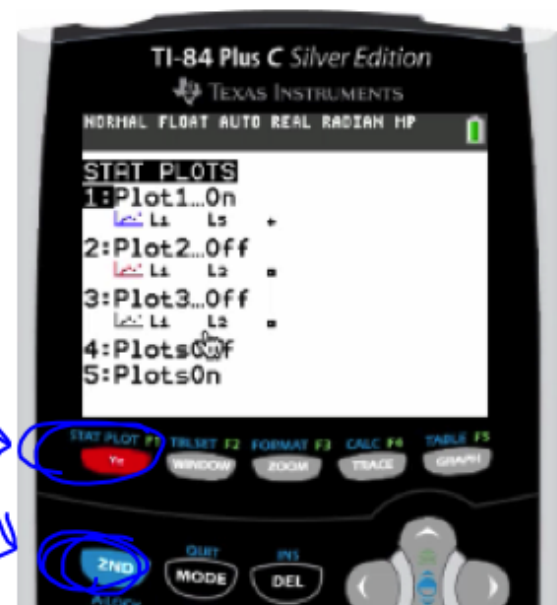 TI-84 Plus C Silver Edition
TEXAS INSTRUMENTS
NORMAL FLOAT AUTO REAL RADIAN MP
STAT PLOTS
1:Plot1…On
L1 L5 +
2:Plot2…Off
L1 L2 □
3:Plot3…Off
L1 L2 □
4:PlotsOff
5:PlotsOn
STAT PLOT F1 TBLSET F2 FORMAT F3 CALC F4 TABLE F5
Y= WINDOW ZOOM TRACE GRAPH
QUIT INS
2ND MODE DEL